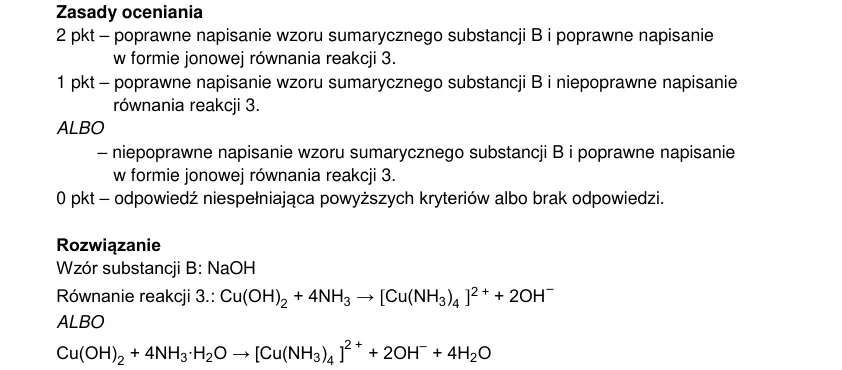 Zasady oceniania
2 pkt – poprawne napisanie wzoru sumarycznego substancji B i poprawne napisanie
w formie jonowej równania reakcji 3.
1 pkt – poprawne napisanie wzoru sumarycznego substancji B i niepoprawne napisanie
równania reakcji 3.
ALBO
– niepoprawne napisanie wzoru sumarycznego substancji B i poprawne napisanie
w formie jonowej równania reakcji 3.
0 pkt – odpowiedź niespełniająca powyższych kryteriów albo brak odpowiedzi.
Rozwiązanie
Wzór substancji B: NaOH
Równanie reakcji 3.: Cu(OH)₂ + 4NH₃ → [Cu(NH₃)₄ ]²⁺ + 2OH⁻
ALBO
Cu(OH)₂ + 4NH₃·H₂O → [Cu(NH₃)₄ ]²⁺ + 2OH⁻ + 4H₂O